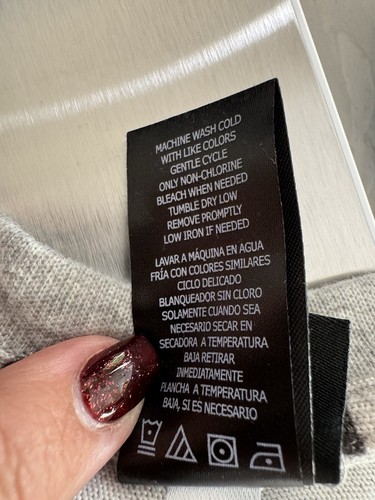 MACHINE WASH COLD
WITH LIKE COLORS
GENTLE CYCLE
ONLY NON-CHLORINE
BLEACH WHEN NEEDED
TUMBLE DRY LOW
REMOVE PROMPTLY
LOW IRON IF NEEDED
LAVAR A MÁQUINA EN AGUA
FRÍA CON COLORES SIMILARES
CICLO DELICADO
BLANQUEADOR SIN CLORO
SOLAMENTE CUANDO SEA
NECESARIO SECAR EN
SECADORA A TEMPERATURA
BAJA RETIRAR
INMEDIATAMENTE
PLANCHA A TEMPERATURA
BAJA, SI ES NECESARIO